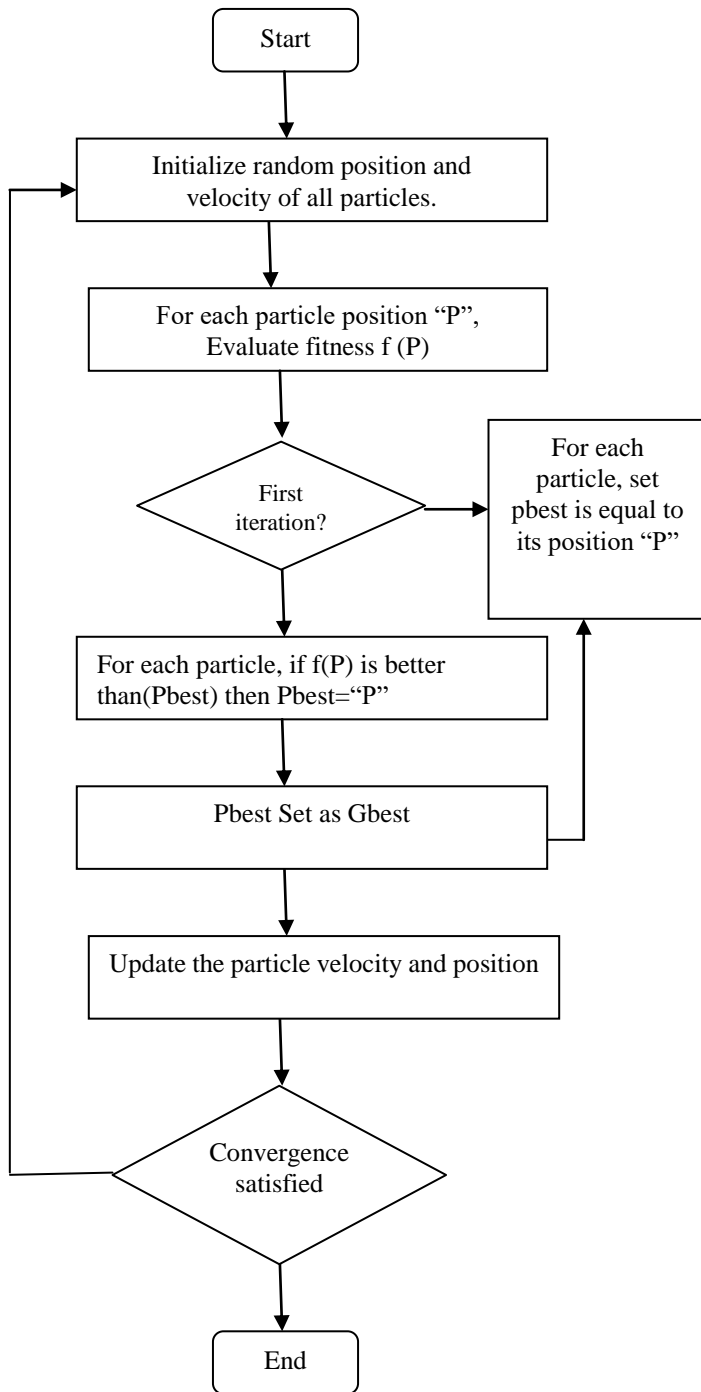 Start
Initialize random position and
velocity of all particles.
For each particle position “P”,
Evaluate fitness f (P)
First
iteration?
For each
particle, set
pbest is equal to
its position “P”
For each particle, if f(P) is better
than(Pbest) then Pbest=“P”
Pbest Set as Gbest
Update the particle velocity and position
Convergence
satisfied
End